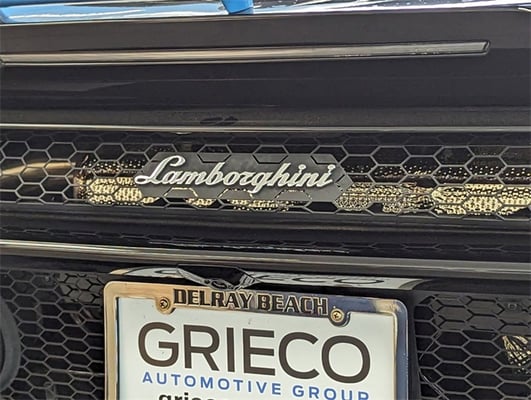 Lamborghini
DELRAY BEACH
GRIECO
AUTOMOTIVE GROUP